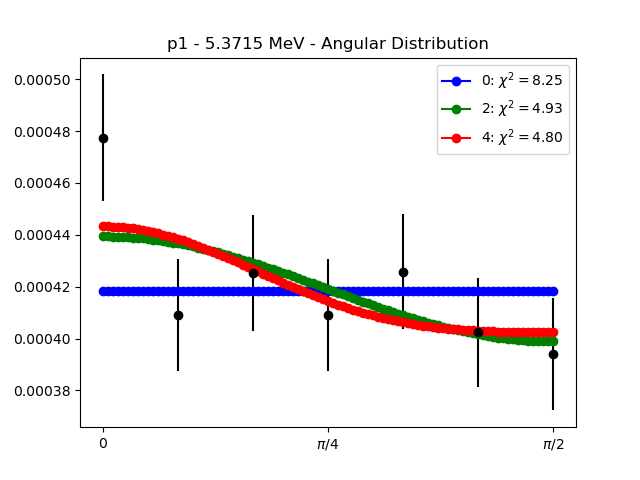 p1 - 5.3715 MeV - Angular Distribution
0: χ² = 8.25
2: χ² = 4.93
4: χ² = 4.80
0.00050
0.00048
0.00046
0.00044
0.00042
0.00040
0.00038
0
π/4
π/2